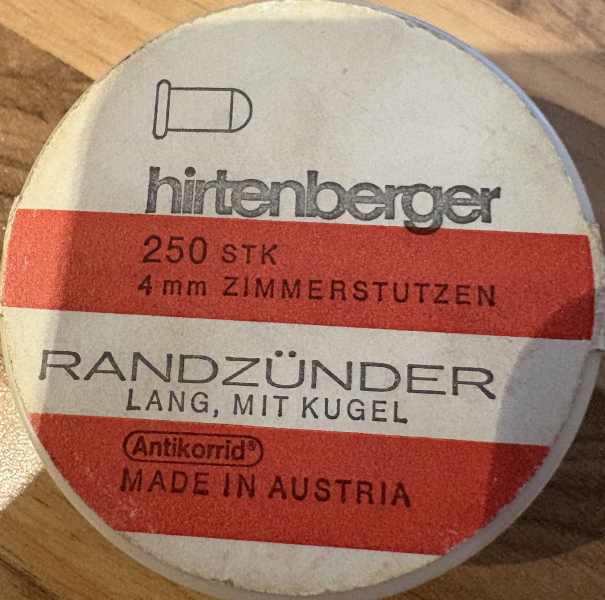 hirtenberger
250 STK
4 mm ZIMMERSTUTZEN
RANDZÜNDER
LANG, MIT KUGEL
Antikorrid®
MADE IN AUSTRIA